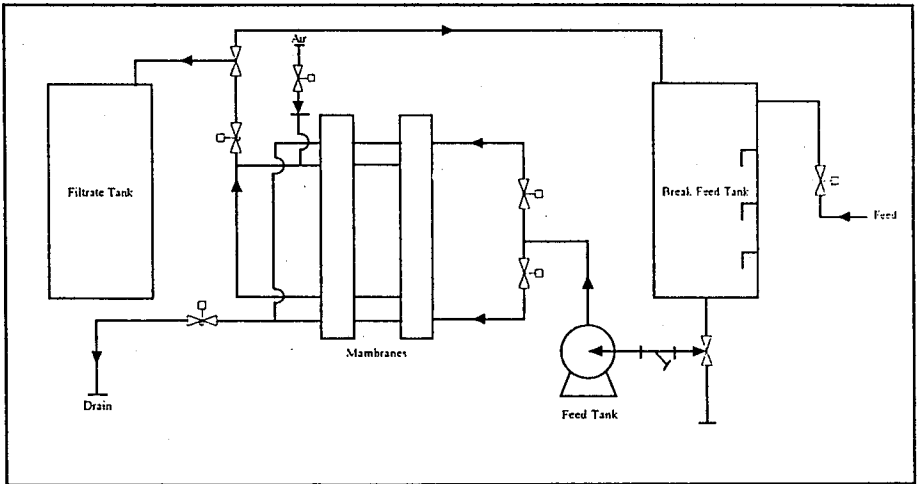 Air
Filtrate Tank
Break Feed Tank
Feed
Mambranes
Drain
Feed Tank